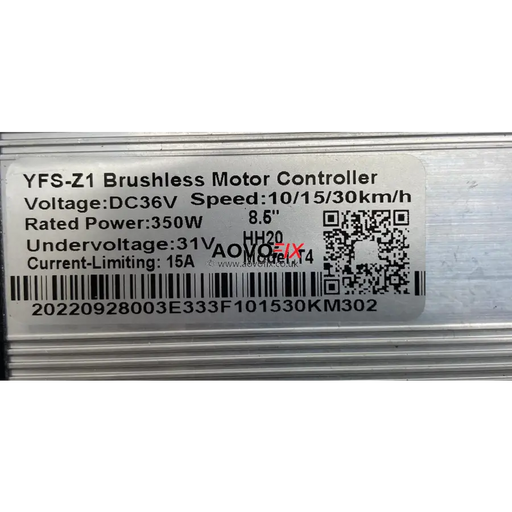 YFS-Z1 Brushless Motor Controller
Voltage:DC36V Speed:10/15/30km/h
Rated Power:350W 8.5"
Undervoltage:31V HH20
AOVOFIX
www.aovofix.co.uk
Current-Limiting: 15A Model:T4
20220928003E333F101530KM302